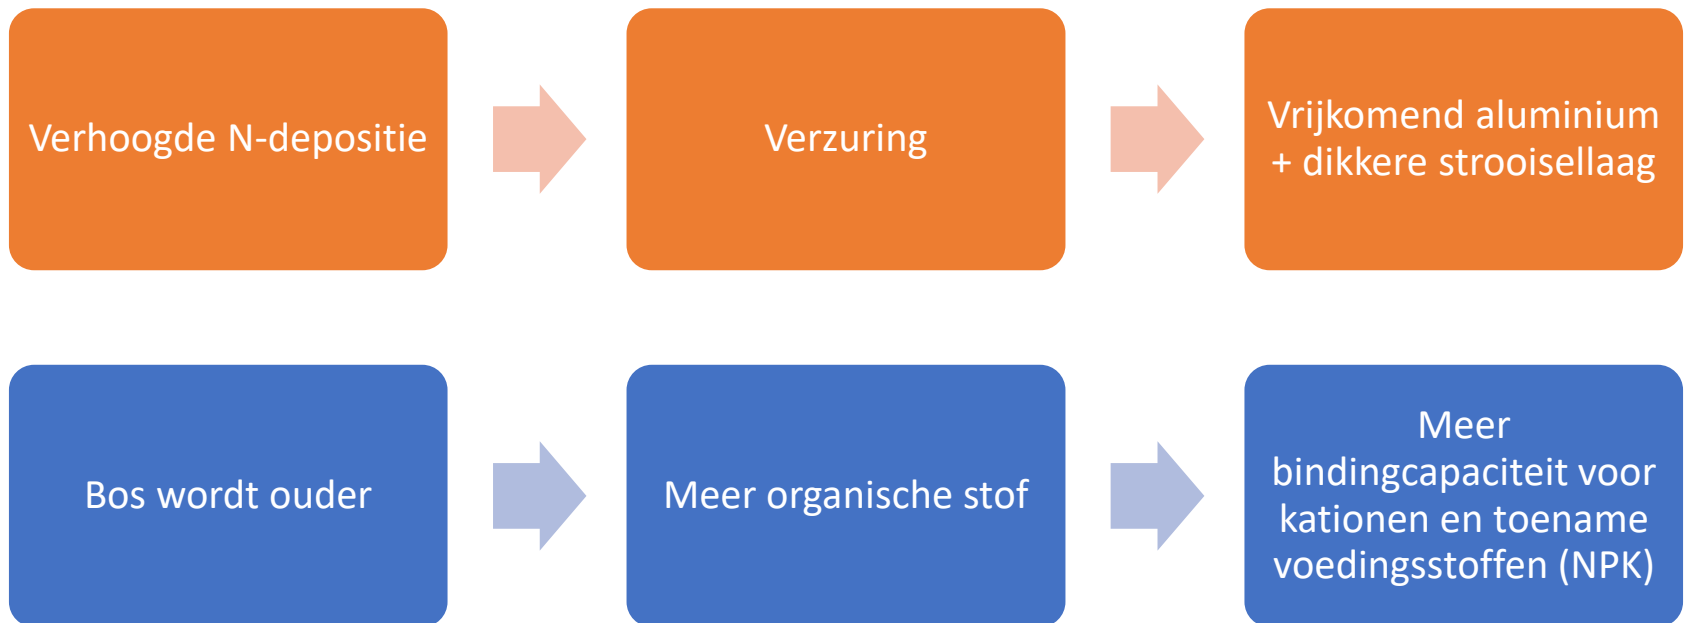 Verhoogde N-depositie
Verzuring
Vrijkomend aluminium
+ dikkere strooisellaag
Bos wordt ouder
Meer organische stof
Meer
bindingcapaciteit voor
kationen en toename
voedingsstoffen (NPK)